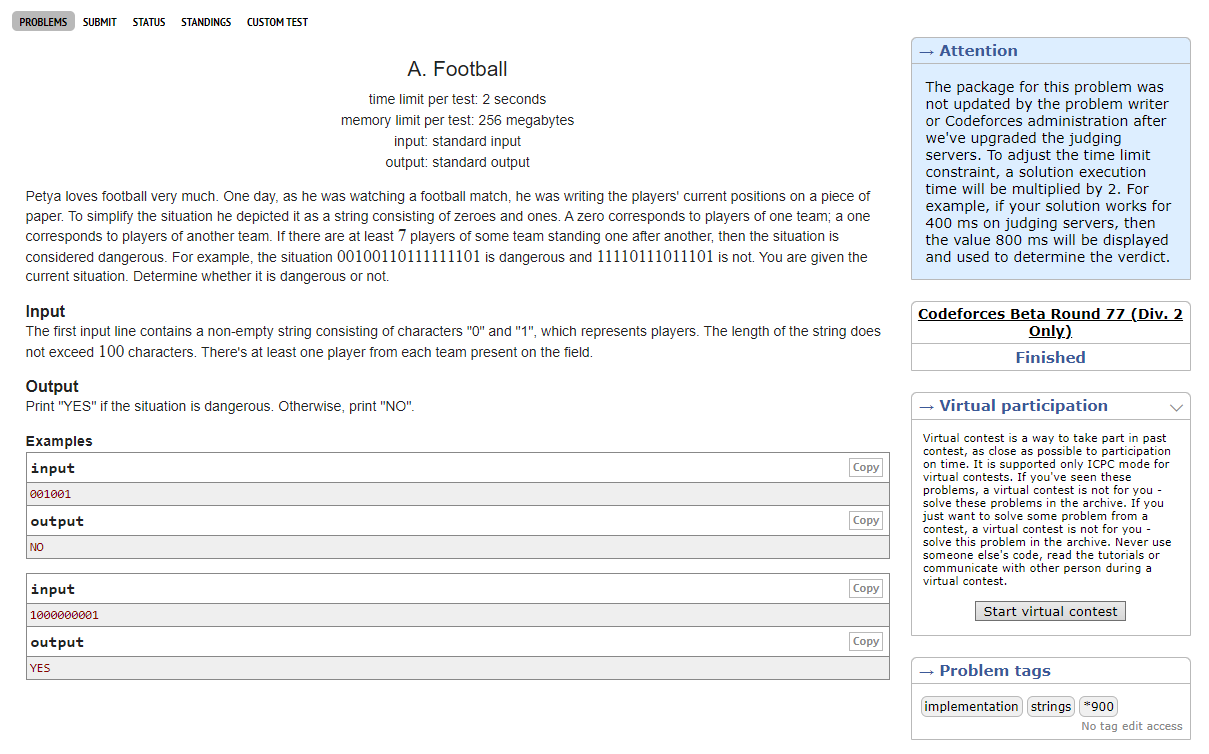 PROBLEMS SUBMIT STATUS STANDINGS CUSTOM TEST
A. Football
time limit per test: 2 seconds
memory limit per test: 256 megabytes
input: standard input
output: standard output
Petya loves football very much. One day, as he was watching a football match, he was writing the players' current positions on a piece of
paper. To simplify the situation he depicted it as a string consisting of zeroes and ones. A zero corresponds to players of one team; a one
corresponds to players of another team. If there are at least 7 players of some team standing one after another, then the situation is
considered dangerous. For example, the situation 00100110111111101 is dangerous and 11110111011101 is not. You are given the
current situation. Determine whether it is dangerous or not.
Input
The first input line contains a non-empty string consisting of characters "0" and "1", which represents players. The length of the string does
not exceed 100 characters. There's at least one player from each team present on the field.
Output
Print "YES" if the situation is dangerous. Otherwise, print "NO".
Examples
input Copy
001001
output Copy
NO
input Copy
1000000001
output Copy
YES
→ Attention
The package for this problem was
not updated by the problem writer
or Codeforces administration after
we've upgraded the judging
servers. To adjust the time limit
constraint, a solution execution
time will be multiplied by 2. For
example, if your solution works for
400 ms on judging servers, then
the value 800 ms will be displayed
and used to determine the verdict.
Codeforces Beta Round 77 (Div. 2
Only)
Finished
→ Virtual participation
Virtual contest is a way to take part in past
contest, as close as possible to participation
on time. It is supported only ICPC mode for
virtual contests. If you've seen these
problems, a virtual contest is not for you -
solve these problems in the archive. If you
just want to solve some problem from a
contest, a virtual contest is not for you -
solve this problem in the archive. Never use
someone else's code, read the tutorials or
communicate with other person during a
virtual contest.
Start virtual contest
→ Problem tags
implementation strings *900
No tag edit access